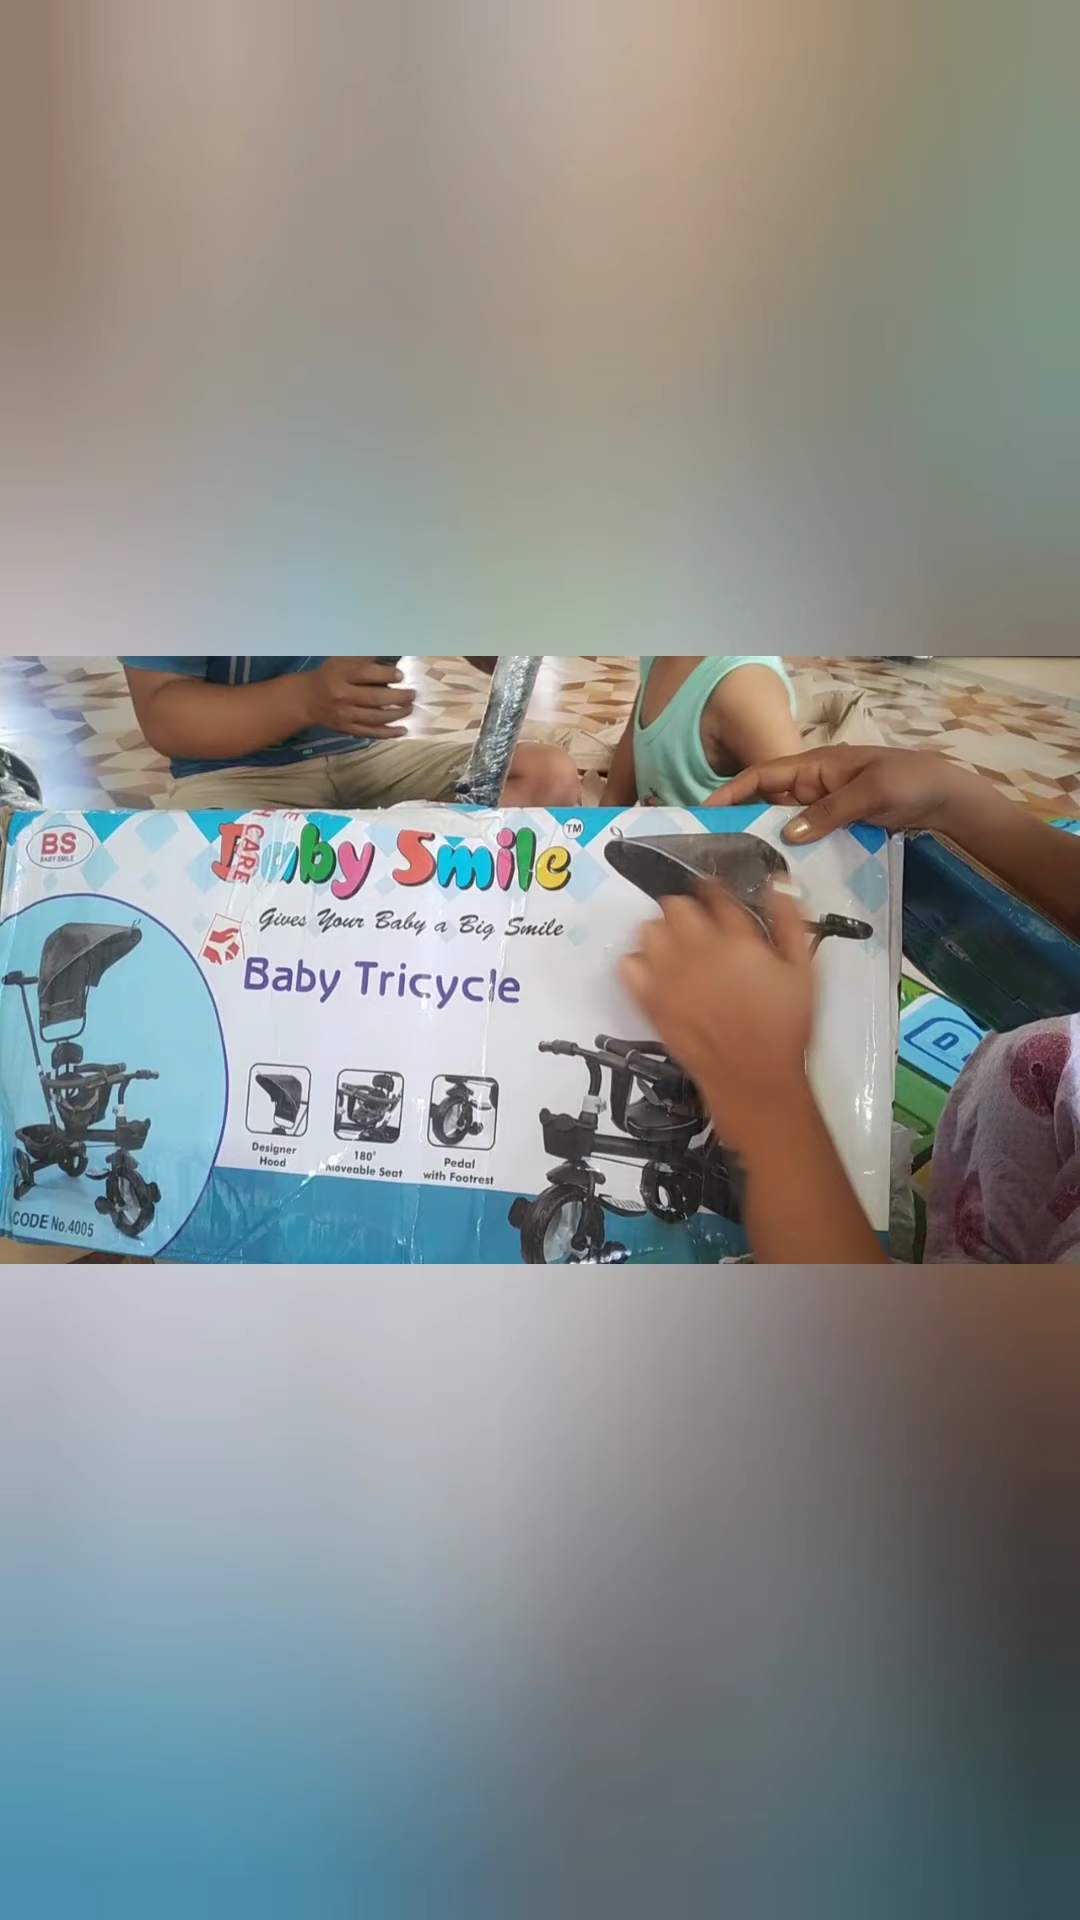 BS
BABY SMILE
CARE
Baby Smile
TM
Gives Your Baby a Big Smile
Baby Tricycle
Designer
Hood
180°
Moveable Seat
Pedal
with Footrest
CODE No.4005